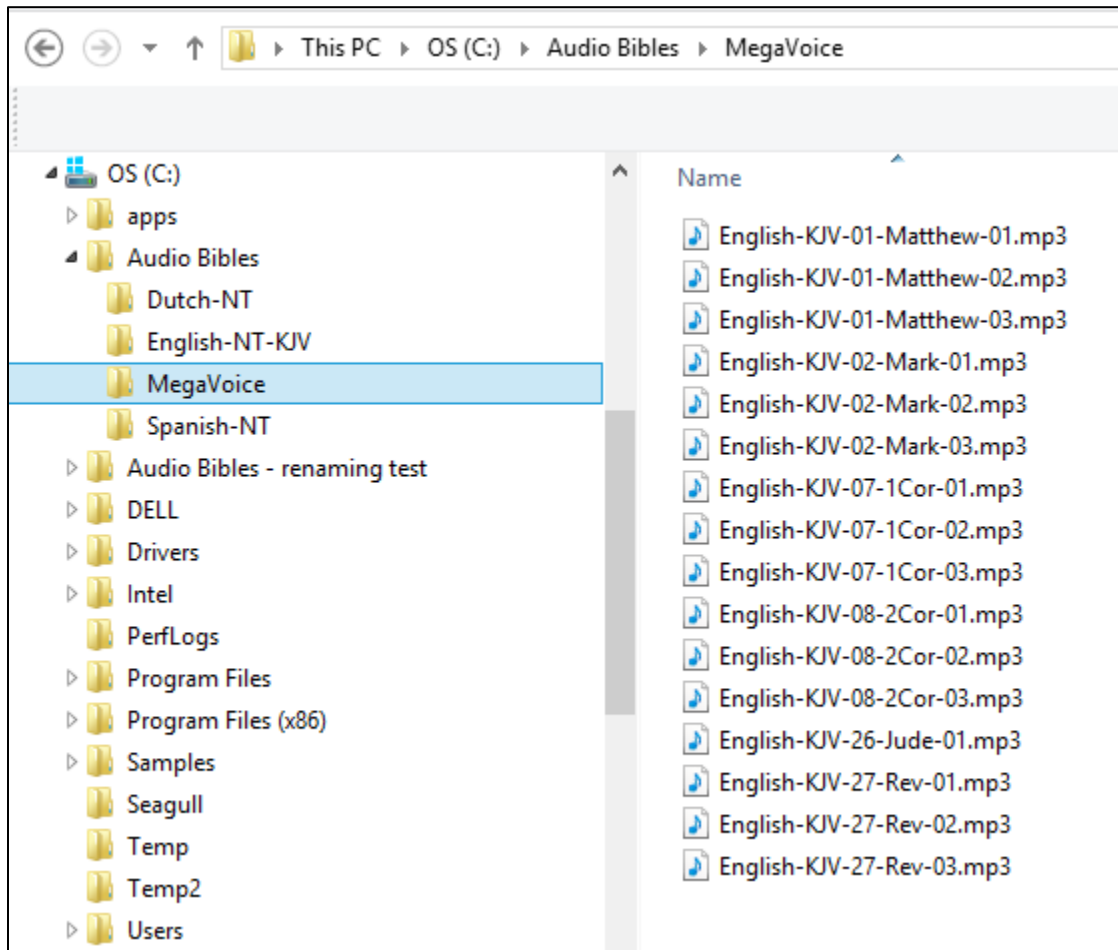 This PC OS (C:) Audio Bibles MegaVoice
OS (C:)
apps
Audio Bibles
Dutch-NT
English-NT-KJV
MegaVoice
Spanish-NT
Audio Bibles - renaming test
DELL
Drivers
Intel
PerfLogs
Program Files
Program Files (x86)
Samples
Seagull
Temp
Temp2
Users
Name
English-KJV-01-Matthew-01.mp3
English-KJV-01-Matthew-02.mp3
English-KJV-01-Matthew-03.mp3
English-KJV-02-Mark-01.mp3
English-KJV-02-Mark-02.mp3
English-KJV-02-Mark-03.mp3
English-KJV-07-1Cor-01.mp3
English-KJV-07-1Cor-02.mp3
English-KJV-07-1Cor-03.mp3
English-KJV-08-2Cor-01.mp3
English-KJV-08-2Cor-02.mp3
English-KJV-08-2Cor-03.mp3
English-KJV-26-Jude-01.mp3
English-KJV-27-Rev-01.mp3
English-KJV-27-Rev-02.mp3
English-KJV-27-Rev-03.mp3